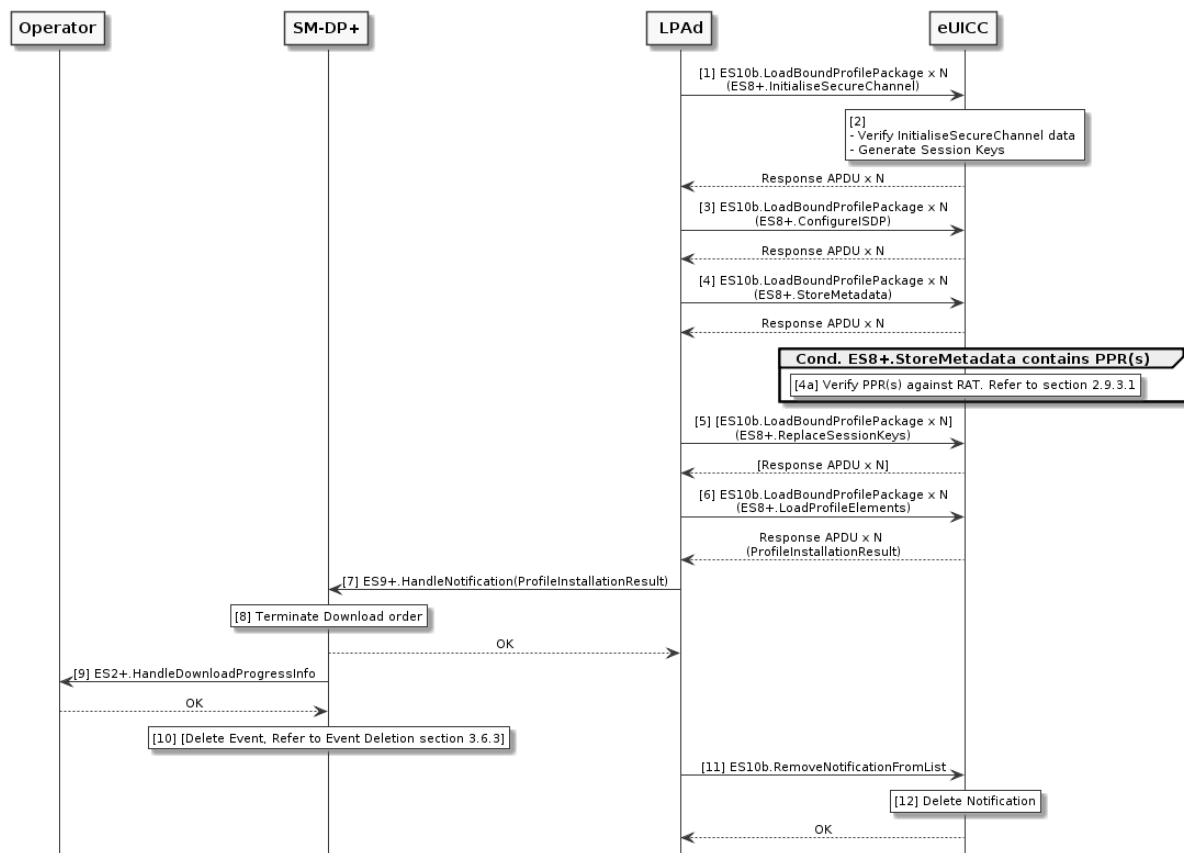 Operator
SM-DP+
LPAd
eUICC
[1] ES10b.LoadBoundProfilePackage x N
(ES8+.InitialiseSecureChannel)
[2]
- Verify InitialiseSecureChannel data
- Generate Session Keys
Response APDU x N
[3] ES10b.LoadBoundProfilePackage x N
(ES8+.ConfigureISDP)
Response APDU x N
[4] ES10b.LoadBoundProfilePackage x N
(ES8+.StoreMetadata)
Response APDU x N
Cond. ES8+.StoreMetadata contains PPR(s)
[4a] Verify PPR(s) against RAT. Refer to section 2.9.3.1
[5] [ES10b.LoadBoundProfilePackage x N]
(ES8+.ReplaceSessionKeys)
[Response APDU x N]
[6] ES10b.LoadBoundProfilePackage x N
(ES8+.LoadProfileElements)
Response APDU x N
(ProfileInstallationResult)
[7] ES9+.HandleNotification(ProfileInstallationResult)
[8] Terminate Download order
OK
[9] ES2+.HandleDownloadProgressInfo
OK
[10] [Delete Event, Refer to Event Deletion section 3.6.3]
[11] ES10b.RemoveNotificationFromList
[12] Delete Notification
OK